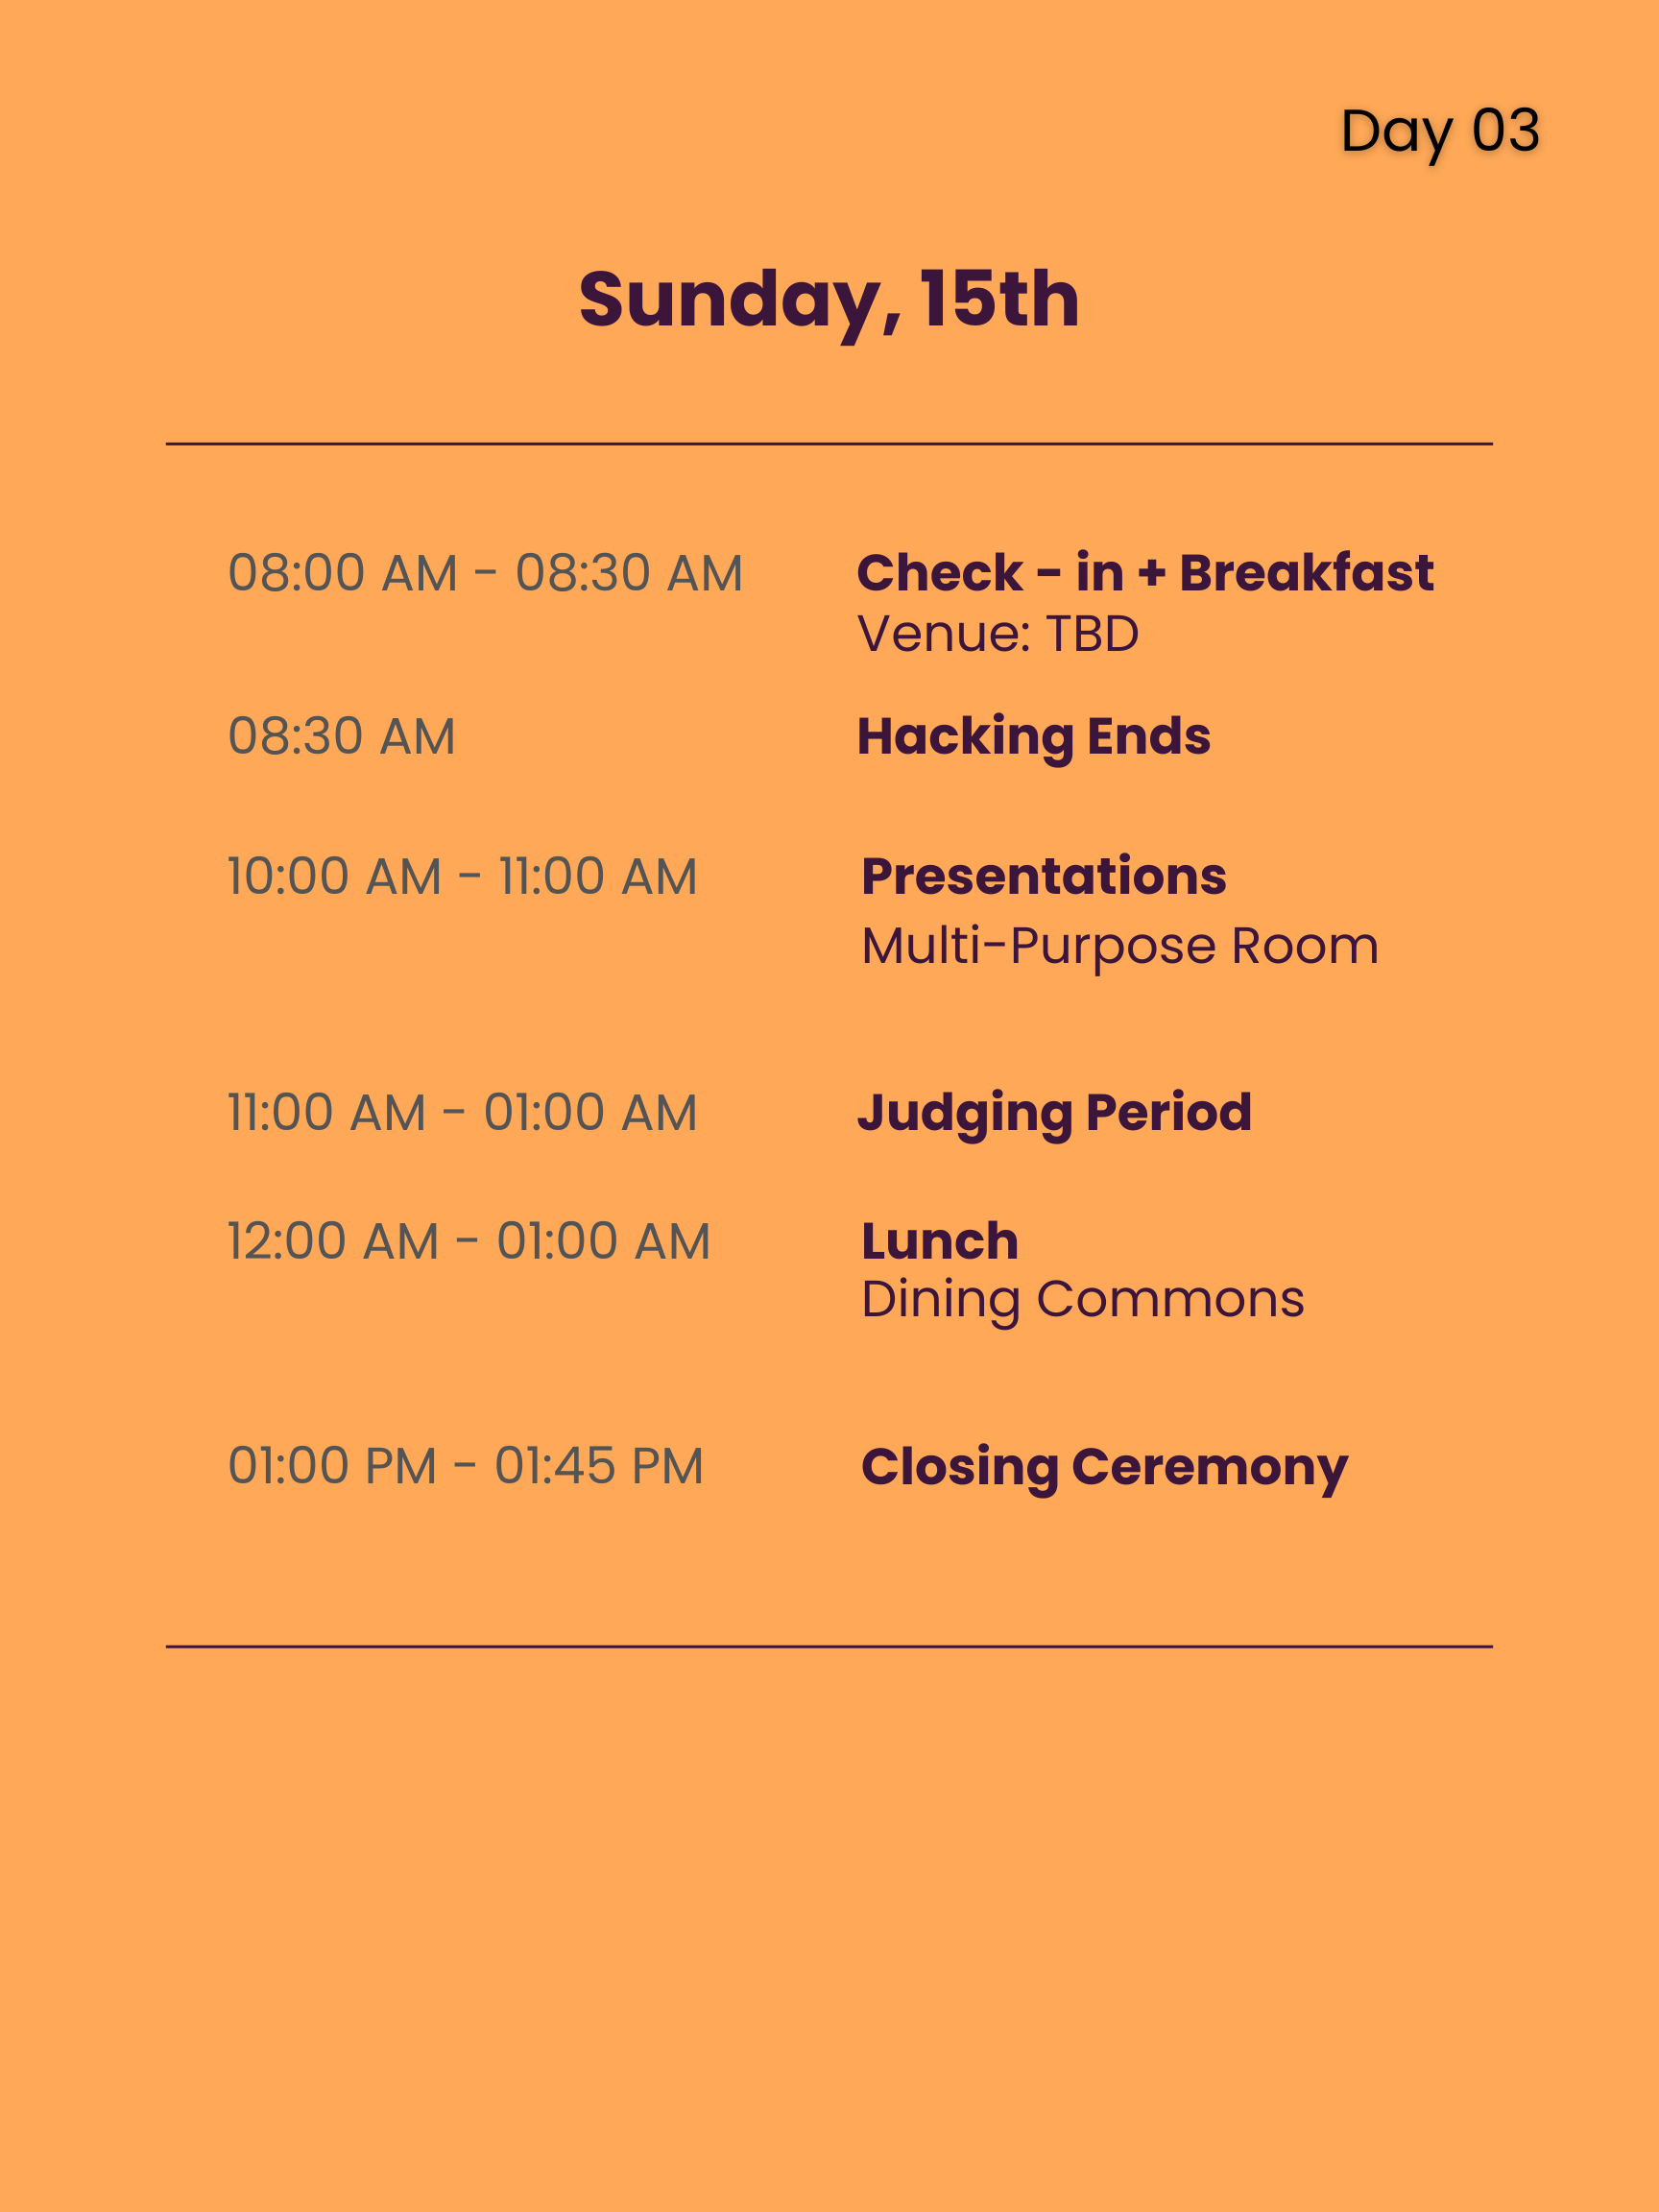 Day 03
Sunday, 15th
08:00 AM - 08:30 AM Check - in + Breakfast
Venue: TBD
08:30 AM Hacking Ends
10:00 AM - 11:00 AM Presentations
Multi-Purpose Room
11:00 AM - 01:00 AM Judging Period
12:00 AM - 01:00 AM Lunch
Dining Commons
01:00 PM - 01:45 PM Closing Ceremony